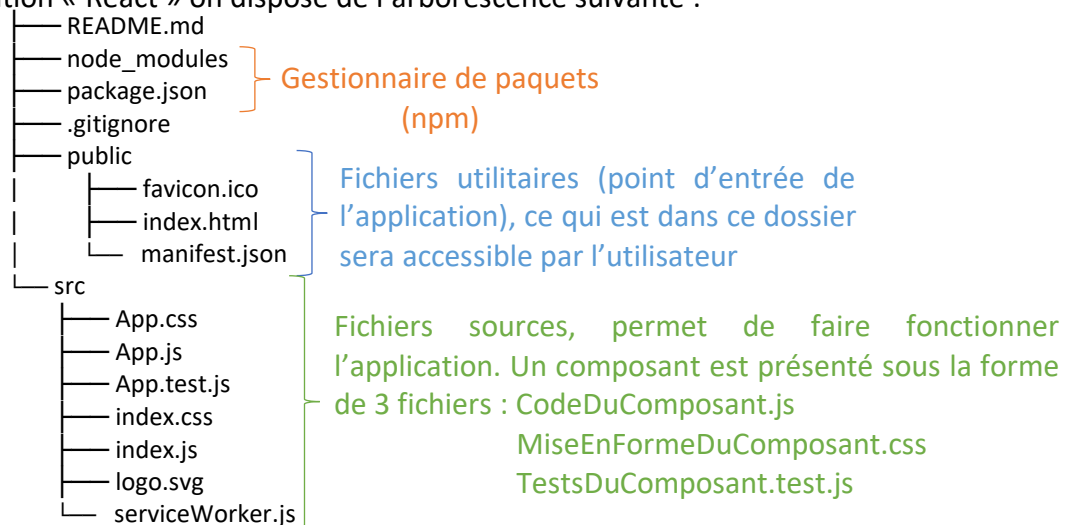 tion « React » on dispose de l'arborescence suivante :
README.md
node_modules
package.json
Gestionnaire de paquets
(npm)
.gitignore
public
favicon.ico
index.html
manifest.json
Fichiers utilitaires (point d'entrée de
l'application), ce qui est dans ce dossier
sera accessible par l'utilisateur
src
App.css
App.js
App.test.js
index.css
index.js
logo.svg
serviceWorker.js
Fichiers sources, permet de faire fonctionner
l'application. Un composant est présenté sous la forme
de 3 fichiers : CodeDuComposant.js
MiseEnFormeDuComposant.css
TestsDuComposant.test.js